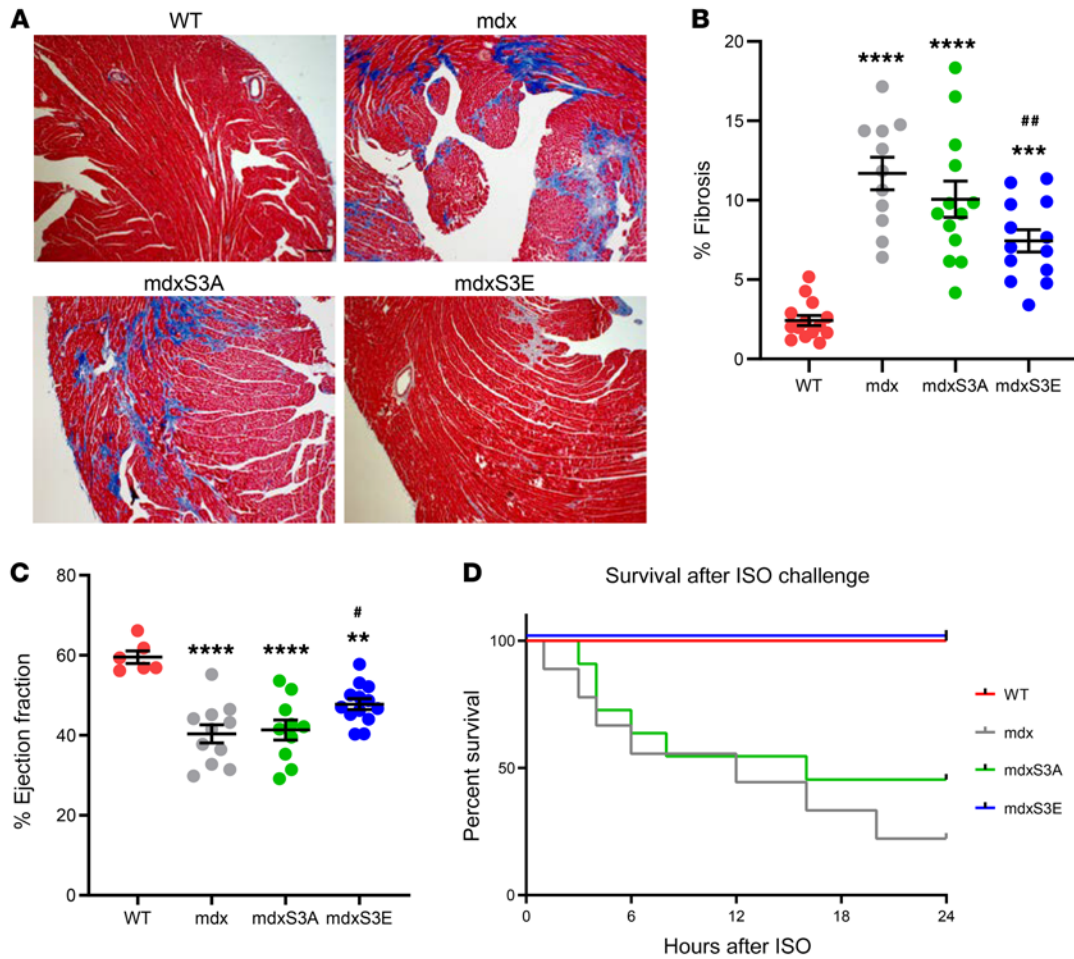 A
WT
mdx
mdxS3A
mdxS3E
B
% Fibrosis
20
15
10
5
0
****
****
##
***
WT
mdx
mdxS3A
mdxS3E
C
% Ejection fraction
80
60
40
20
0
****
****
#
**
WT
mdx
mdxS3A
mdxS3E
D
Survival after ISO challenge
Percent survival
100
50
0
0
6
12
18
24
Hours after ISO
WT
mdx
mdxS3A
mdxS3E